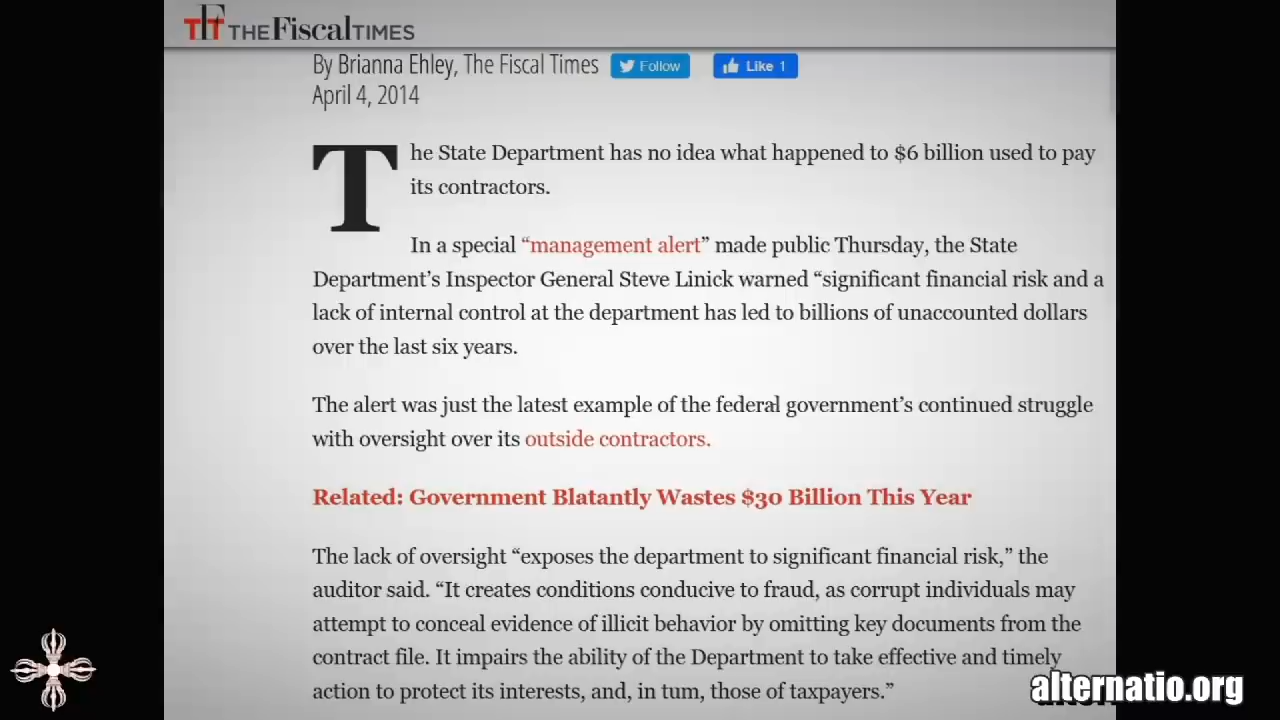 TFT THE Fiscal TIMES
By Brianna Ehley, The Fiscal Times Follow Like 1
April 4, 2014
The State Department has no idea what happened to $6 billion used to pay
its contractors.
In a special “management alert” made public Thursday, the State
Department’s Inspector General Steve Linick warned “significant financial risk and a
lack of internal control at the department has led to billions of unaccounted dollars
over the last six years.
The alert was just the latest example of the federal government’s continued struggle
with oversight over its outside contractors.
Related: Government Blatantly Wastes $30 Billion This Year
The lack of oversight “exposes the department to significant financial risk,” the
auditor said. “It creates conditions conducive to fraud, as corrupt individuals may
attempt to conceal evidence of illicit behavior by omitting key documents from the
contract file. It impairs the ability of the Department to take effective and timely
action to protect its interests, and, in tum, those of taxpayers.”
alternatio.org